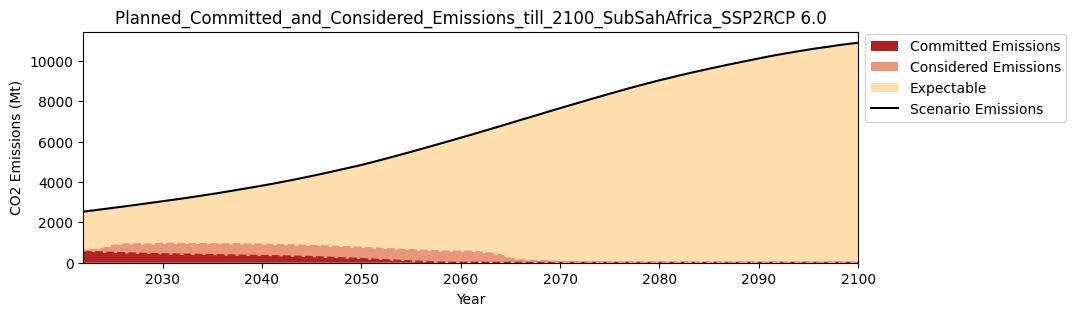 Planned_Committed_and_Considered_Emissions_till_2100_SubSahAfrica_SSP2RCP 6.0
CO2 Emissions (Mt)
10000
8000
6000
4000
2000
0
2030 2040 2050 2060 2070 2080 2090 2100
Year
Committed Emissions
Considered Emissions
Expectable
Scenario Emissions